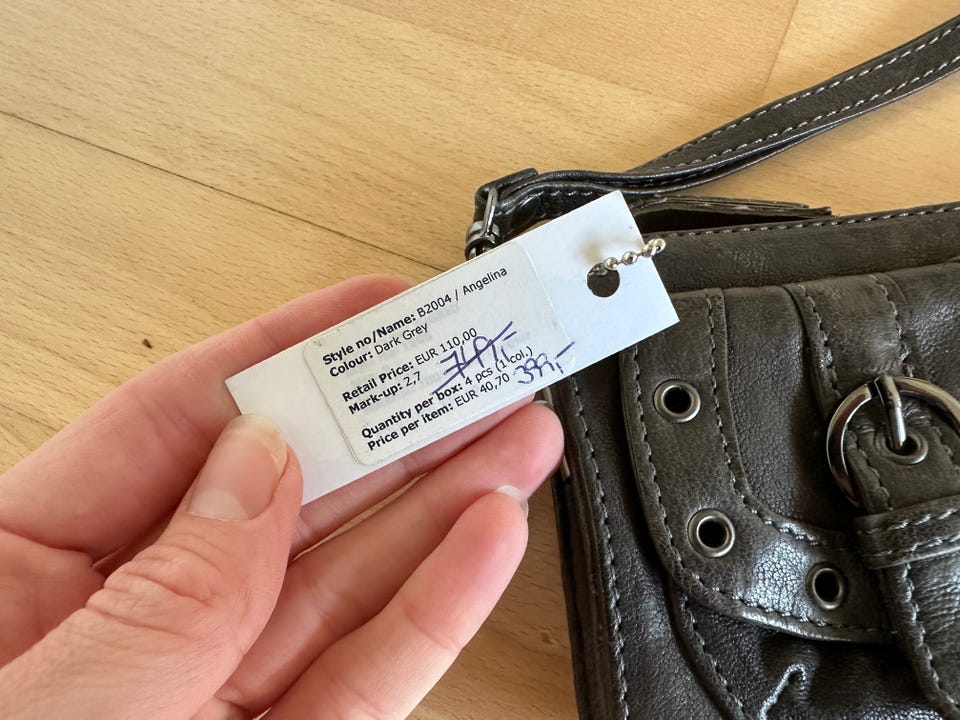 Style no/Name: B2004 / Angelina
Colour: Dark Grey
Retail Price: EUR 110,00
Mark-up: 2,7
Quantity per box: 4 pcs (1 col.)
Price per item: EUR 40,70
399,-